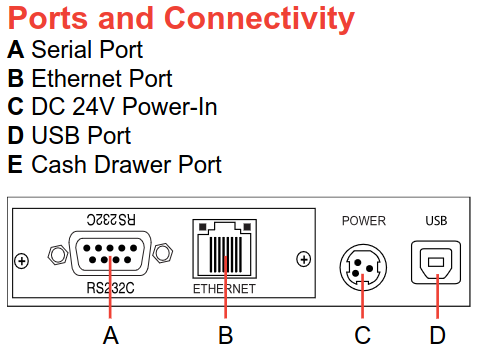 Ports and Connectivity
A Serial Port
B Ethernet Port
C DC 24V Power-In
D USB Port
E Cash Drawer Port
RS232C
POWER
USB
RS232C
ETHERNET
A
B
C
D